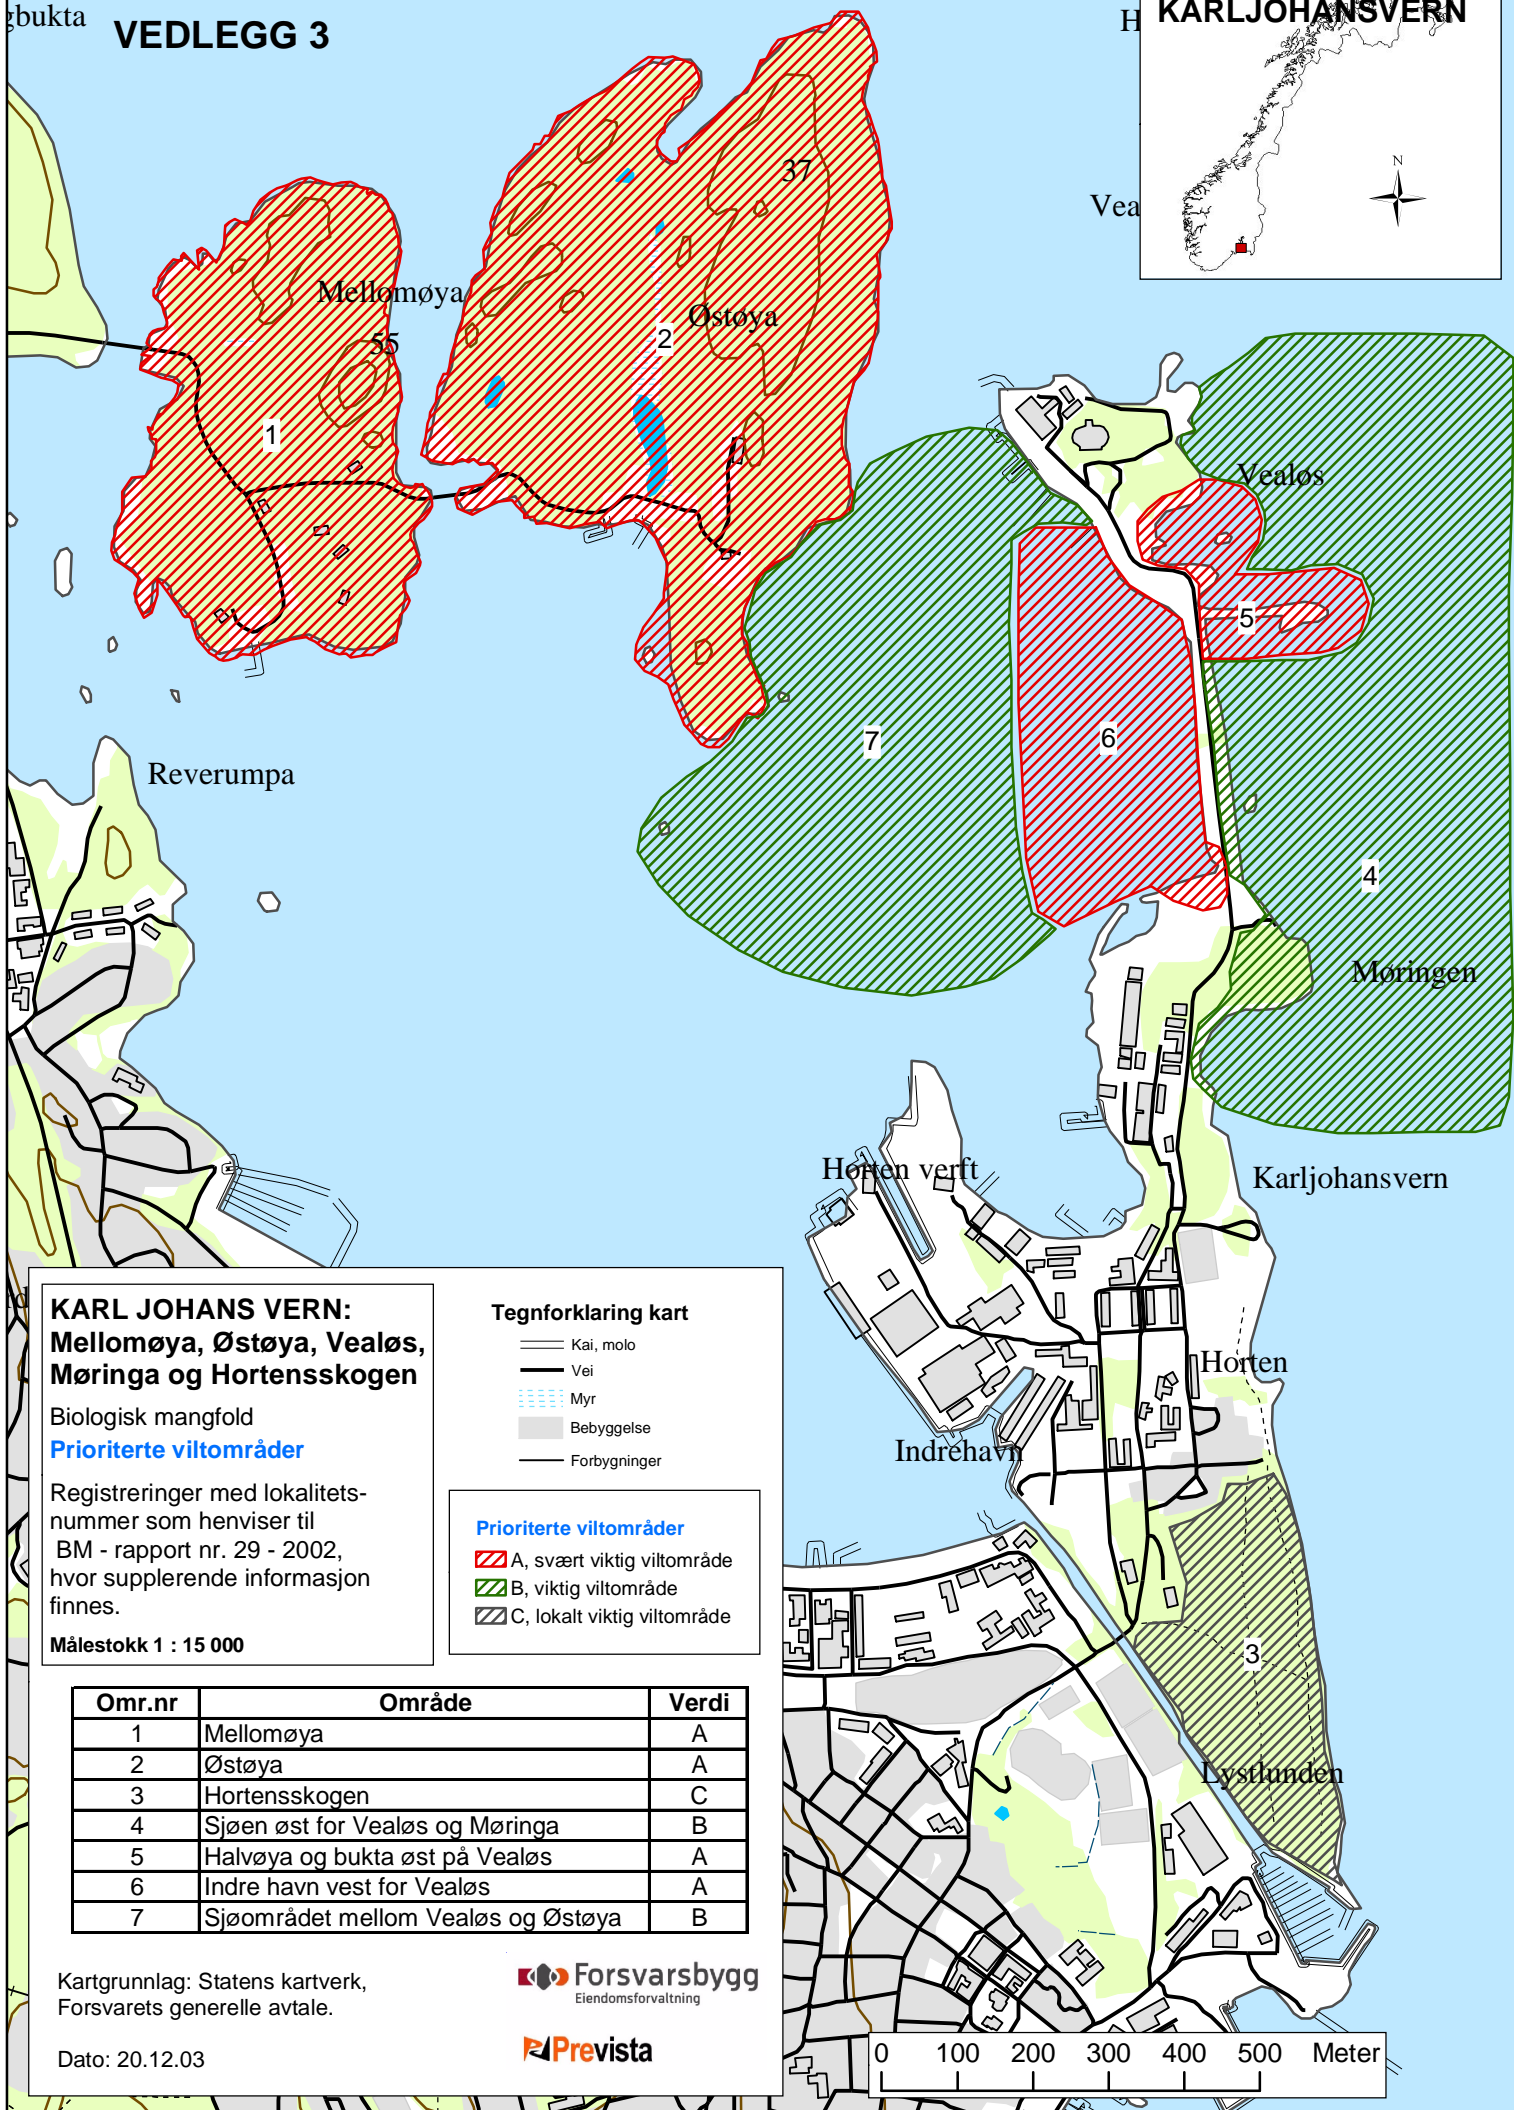 gbukta
VEDLEGG 3
H
KARLJOHANSVERN
N
37
Vea
Mellomøya
Østøya
55
2
1
Vealøs
5
6
7
Reverumpa
4
Møringen
Horten verft
Karljohansvern
Horten
Indrehavn
3
Lystlunden
KARL JOHANS VERN:
Mellomøya, Østøya, Vealøs,
Møringa og Hortensskogen
Biologisk mangfold
Prioriterte viltområder
Registreringer med lokalitets-
nummer som henviser til
BM - rapport nr. 29 - 2002,
hvor supplerende informasjon
finnes.
Målestokk 1 : 15 000
Tegnforklaring kart
Kai, molo
Vei
Myr
Bebyggelse
Forbygninger
Prioriterte viltområder
A, svært viktig viltområde
B, viktig viltområde
C, lokalt viktig viltområde
Omr.nr Område Verdi
1 Mellomøya A
2 Østøya A
3 Hortensskogen C
4 Sjøen øst for Vealøs og Møringa B
5 Halvøya og bukta øst på Vealøs A
6 Indre havn vest for Vealøs A
7 Sjøområdet mellom Vealøs og Østøya B
Kartgrunnlag: Statens kartverk,
Forsvarets generelle avtale.
Dato: 20.12.03
Forsvarsbygg
Eiendomsforvaltning
Prevista
0 100 200 300 400 500 Meter